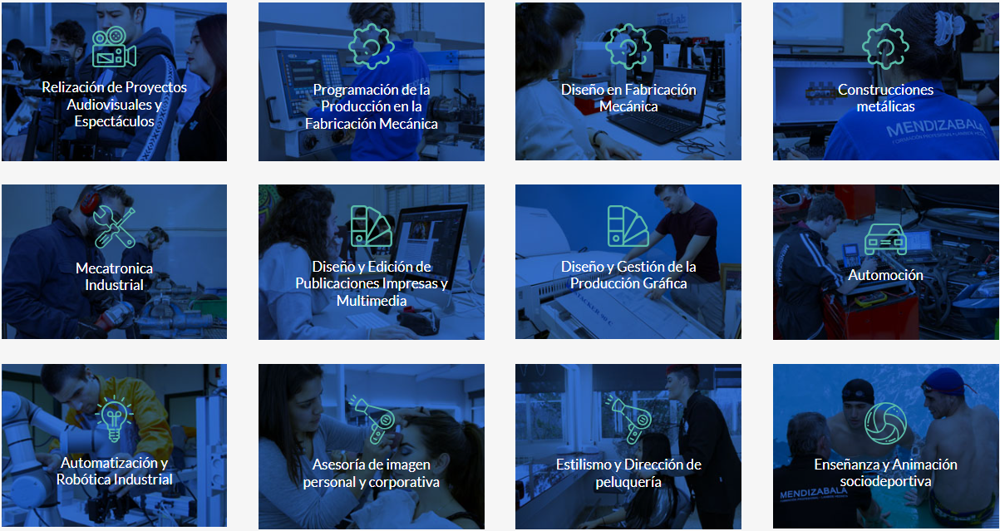 Relización de Proyectos
Audiovisuales y
Espectáculos
Programación de la
Producción en la
Fabricación Mecánica
Diseño en Fabricación
Mecánica
Construcciones
metálicas
MENDIZABALA
Mecatronica
Industrial
Diseño y Edición de
Publicaciones Impresas y
Multimedia
Diseño y Gestión de la
Producción Gráfica
STACKER 90 C
Automoción
Automatización y
Robótica Industrial
Asesoría de imagen
personal y corporativa
Estilismo y Dirección de
peluquería
Enseñanza y Animación
sociodeportiva
MENDIZABALA